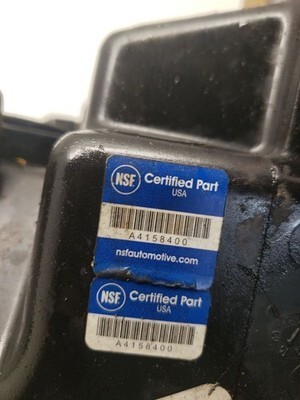 NSF
Certified Part
USA
A4158400
nsfautomotive.com
NSF
Certified Part
USA
A4158400